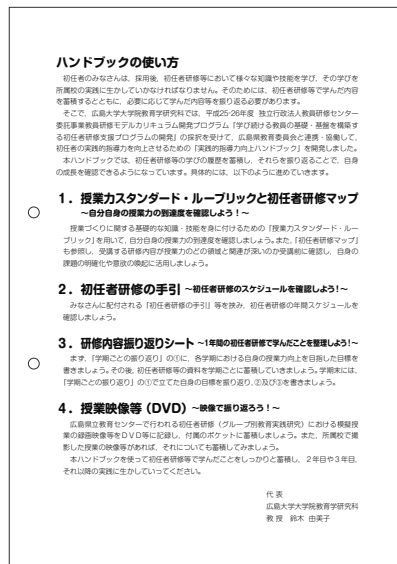 ハンドブックの使い方
初任者のみなさんは、採用後、初任者研修等において様々な知識や技能を学び、その学びを
所属校の実践に生かしていかなければなりません。そのためには、初任者研修等で学んだ内容
を蓄積するとともに、必要に応じて学んだ内容等を振り返る必要があります。
そこで、広島大学大学院教育学研究科では、平成25-26年度 独立行政法人教員研修センター
委託事業教員研修モデルカリキュラム開発プログラム「学び続ける教員の基礎・基盤を構築す
る初任者研修支援プログラムの開発」の採択を受けて、広島県教育委員会と連携・協働して、
初任者の実践的指導力を向上させるための「実践的指導力向上ハンドブック」を開発しました。
本ハンドブックでは、初任者研修等の学びの履歴を蓄積し、それらを振り返ることで、自身
の成長を確認できるようになっています。具体的には、以下のように進めていきます。
1．授業力スタンダード・ルーブリックと初任者研修マップ
～自分自身の授業力の到達度を確認しよう！～
授業づくりに関する基礎的な知識・技能を身に付けるための「授業力スタンダード・ルー
ブリック」を用いて、自分自身の授業力の到達度を確認しましょう。また、「初任者研修マップ」
も参照し、受講する研修内容が授業力のどの領域と関連が深いのか受講前に確認し、自身の
課題の明確化や意欲の喚起に活用しましょう。
2．初任者研修の手引 ～初任者研修のスケジュールを確認しよう!～
みなさんに配付される「初任者研修の手引」等を挟み、初任者研修の年間スケジュールを
確認しましょう。
3．研修内容振り返りシート ～1年間の初任者研修で学んだことを整理しよう!～
まず、「学期ごとの振り返り」の①に、各学期における自身の授業力向上を目指した目標を
書きましょう。その後、初任者研修等の資料を学期ごとに蓄積していきましょう。学期末には、
「学期ごとの振り返り」の①で立てた自身の目標を振り返り、②及び③を書きましょう。
4．授業映像等（DVD）～映像で振り返ろう！～
広島県立教育センターで行われる初任者研修（グループ別教育実践研究）における模擬授
業の録画映像等をDVD等に記録し、付属のポケットに蓄積しましょう。また、所属校で撮
影した授業の映像等があれば、それについても蓄積してみましょう。
本ハンドブックを使って初任者研修等で学んだことをしっかりと蓄積し、2年目や3年目、
それ以降の実践に生かしていってください。
代 表
広島大学大学院教育学研究科
教 授 鈴木 由美子